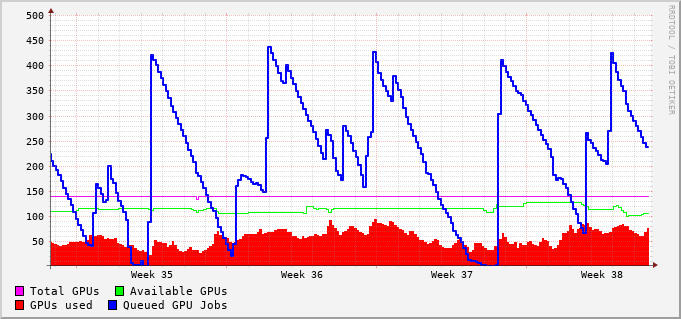 500
450
400
350
300
250
200
150
100
50
Week 35 Week 36 Week 37 Week 38
Total GPUs Available GPUs
GPUs used Queued GPU Jobs
RRDTOOL / TOBI OETIKER